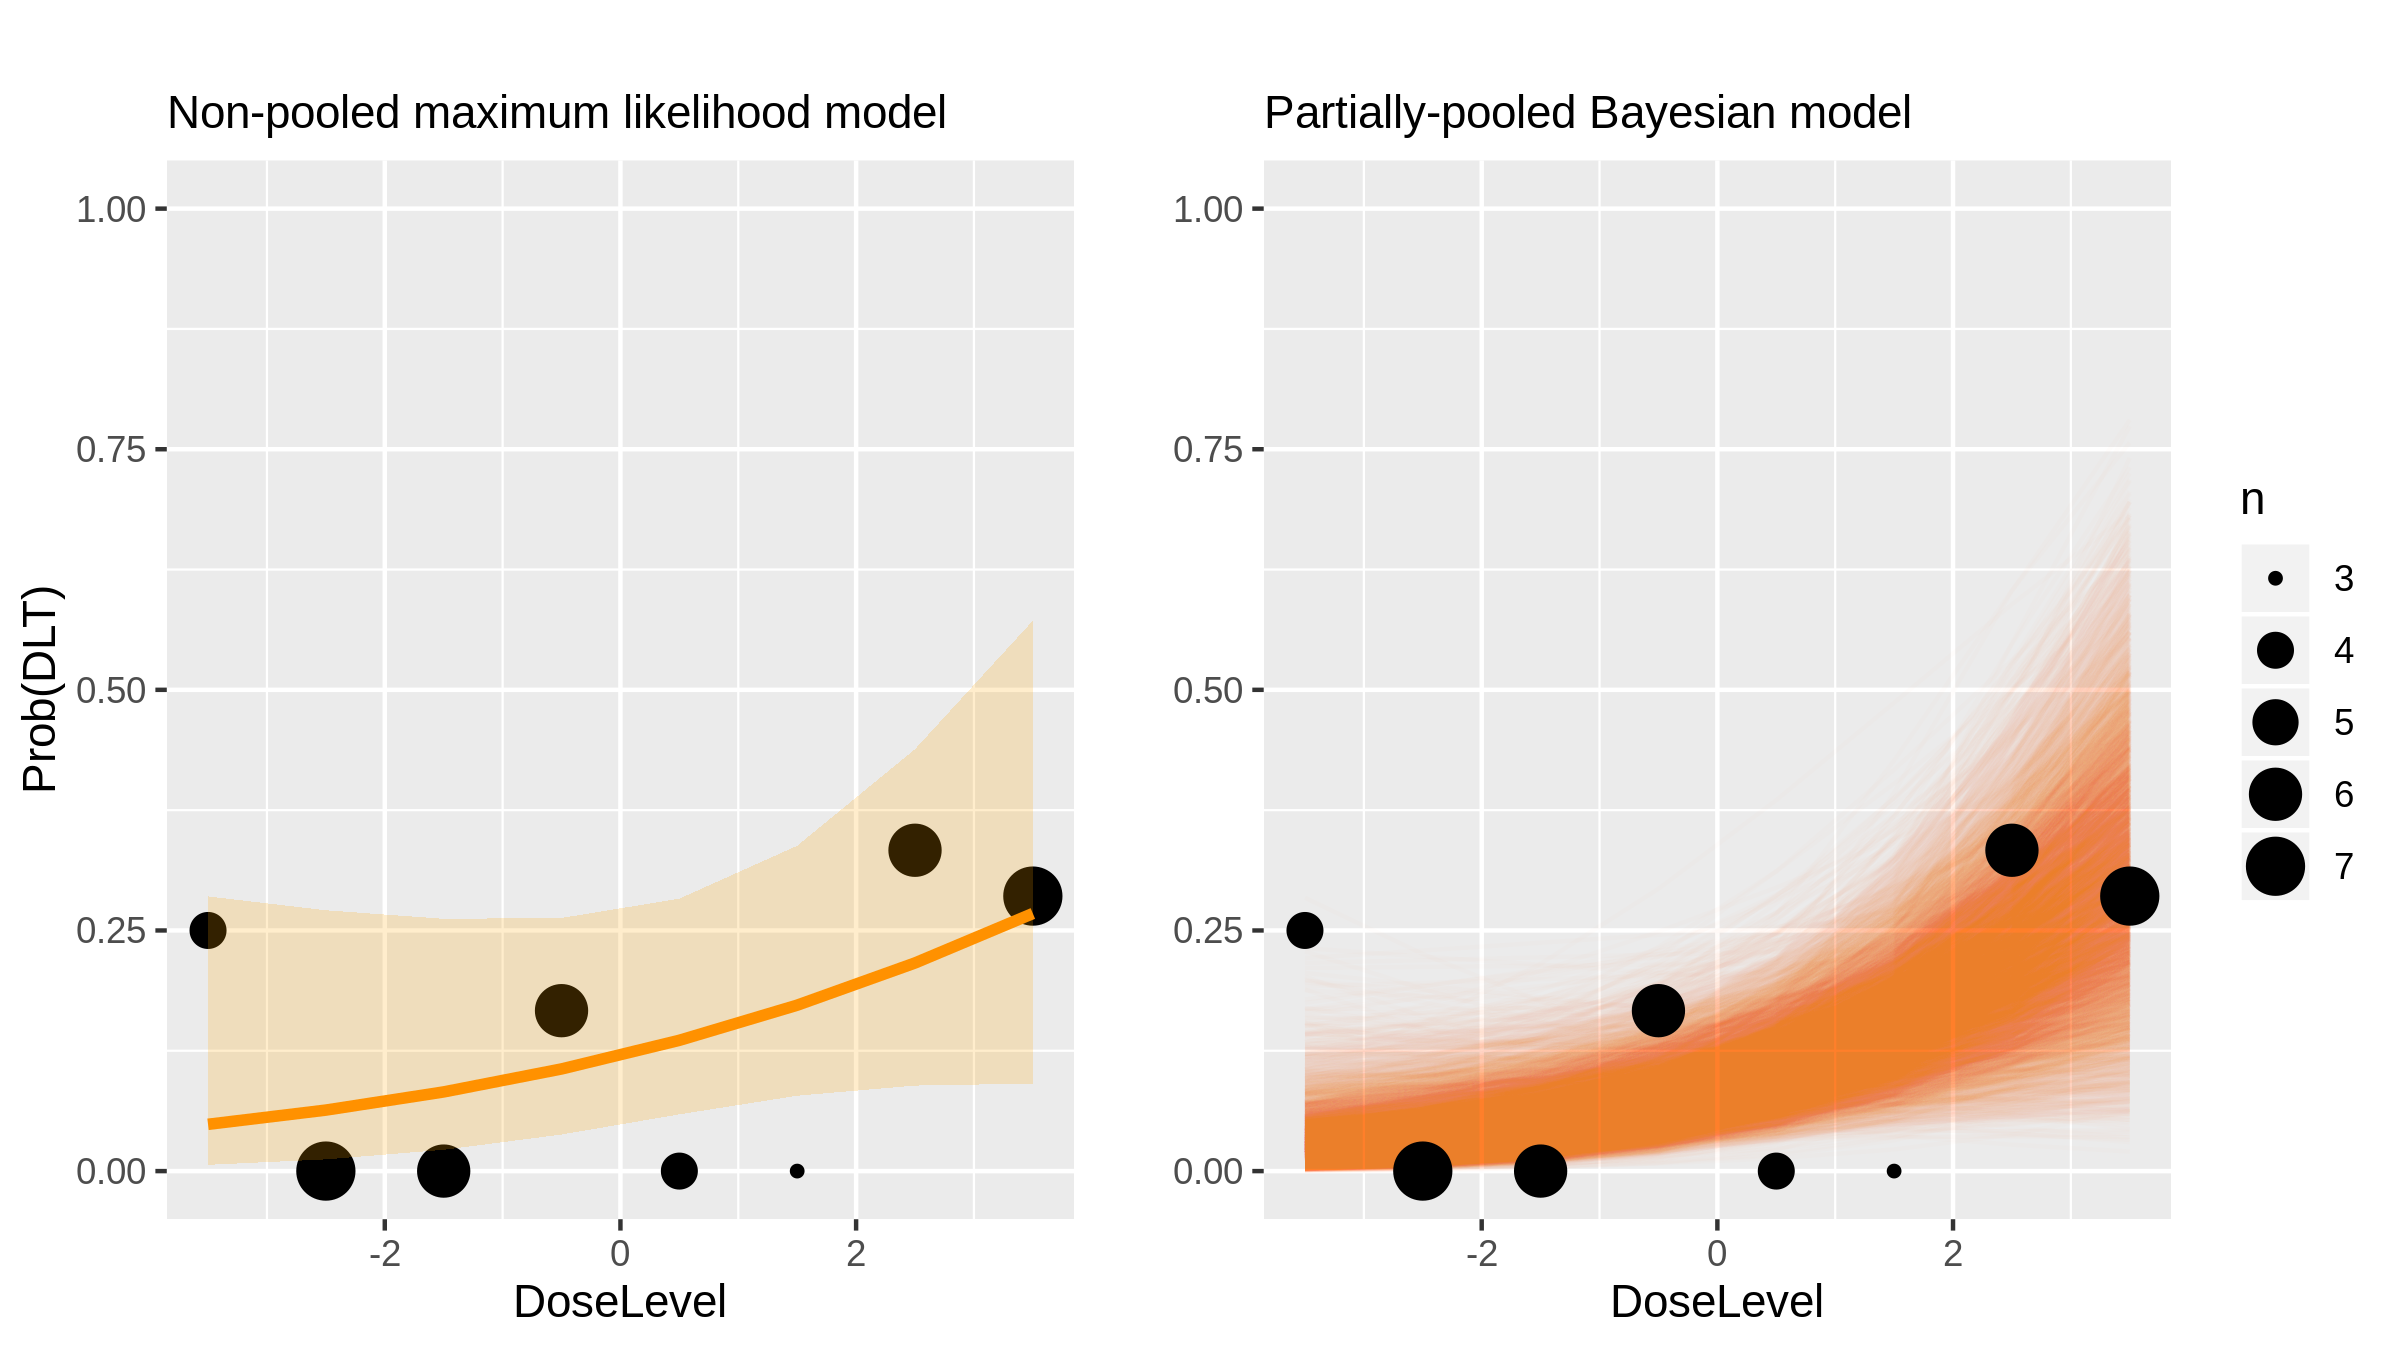 Non-pooled maximum likelihood model
Prob(DLT)
1.00
0.75
0.50
0.25
0.00
-2 0 2
DoseLevel
Partially-pooled Bayesian model
1.00
0.75
0.50
0.25
0.00
-2 0 2
DoseLevel
n
3
4
5
6
7